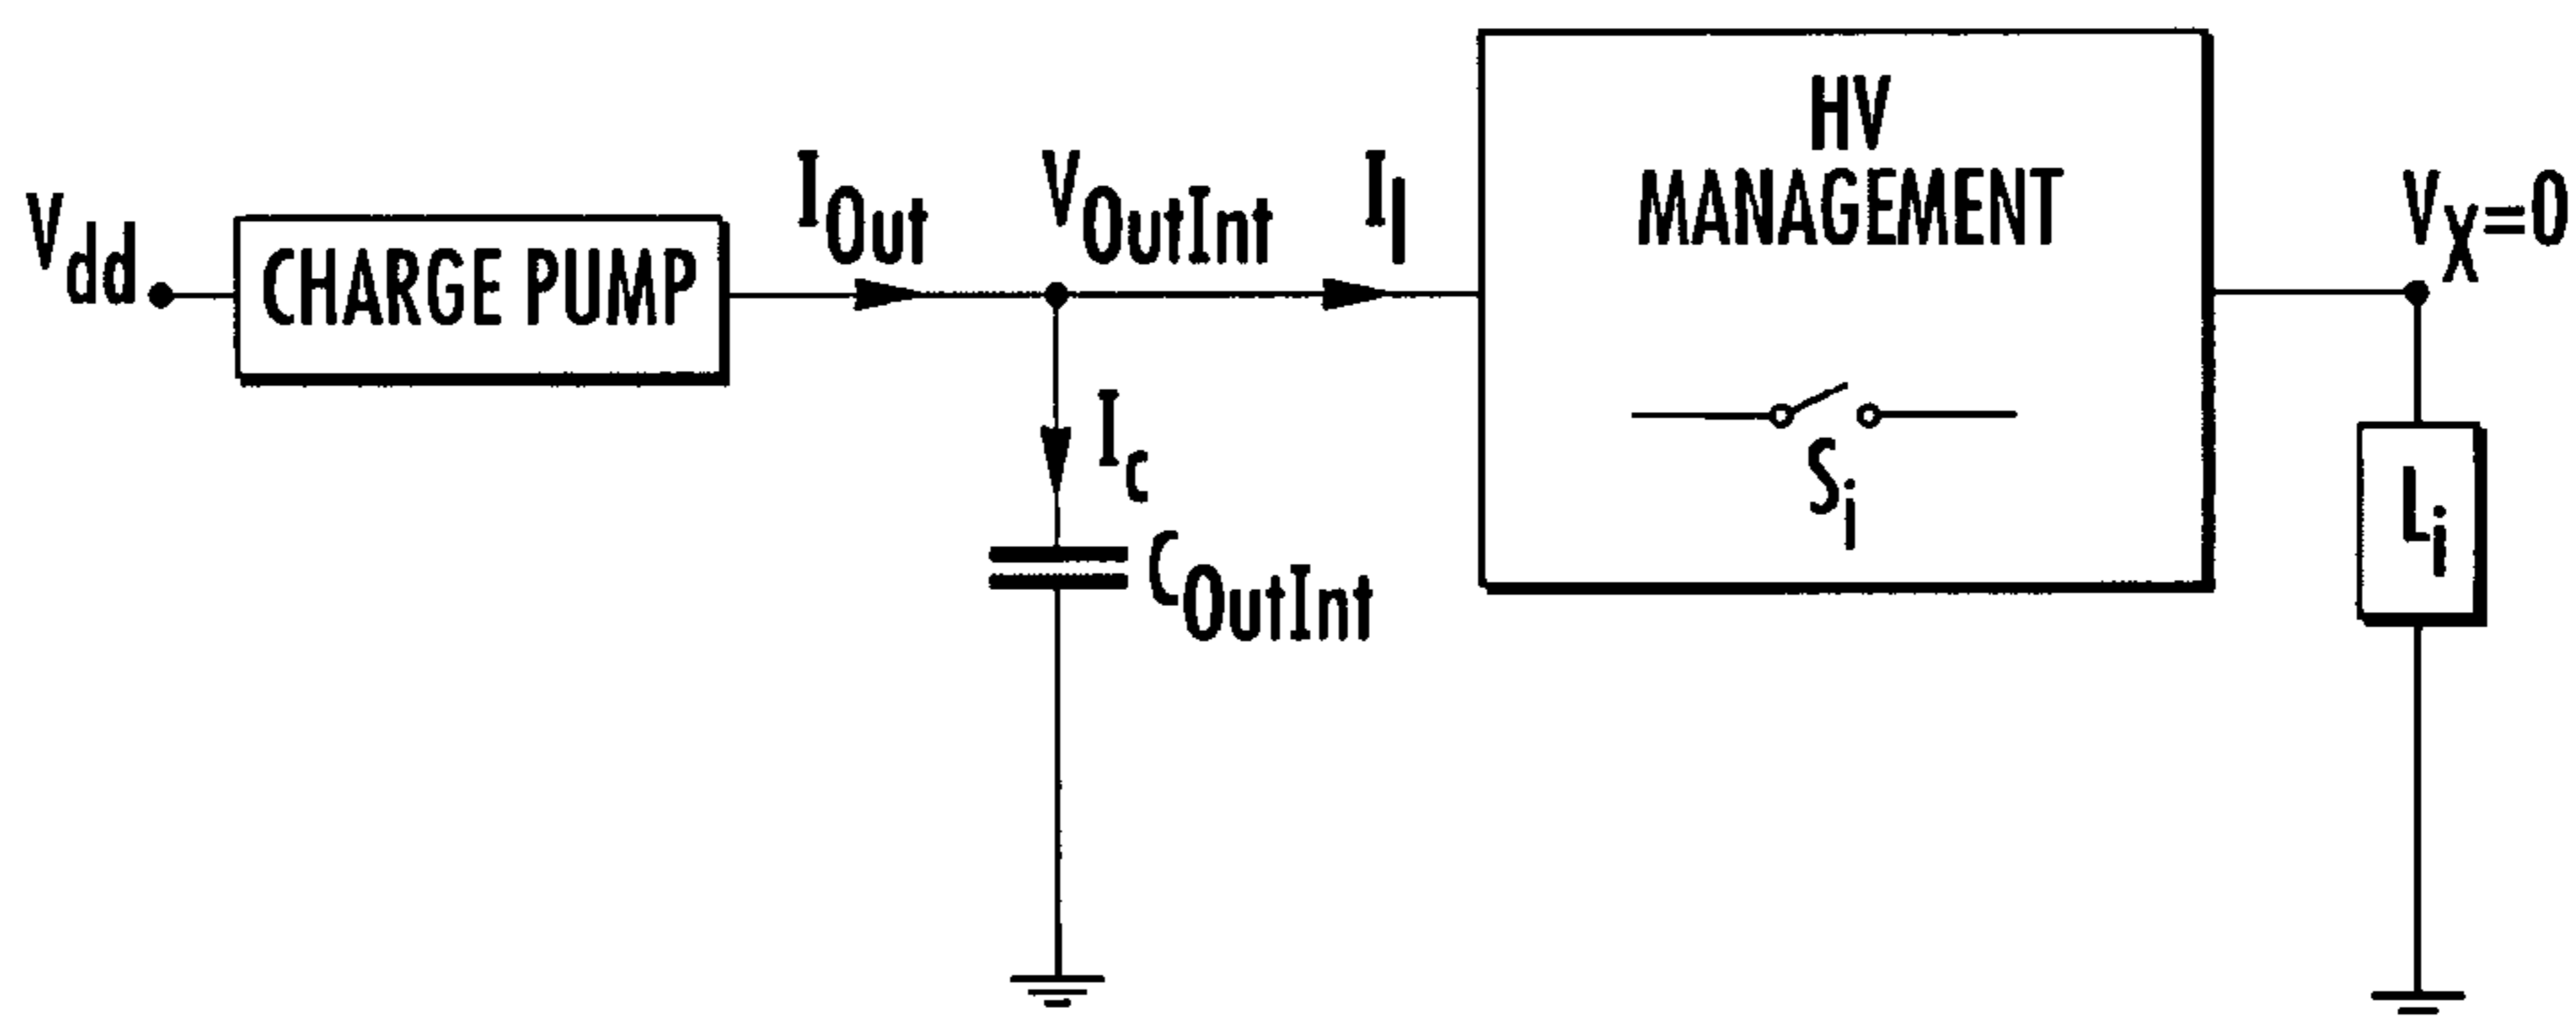 Vdd
CHARGE PUMP
IOut
VOutInt
Il
HV
MANAGEMENT
VX=0
Ic
COutInt
Si
Li